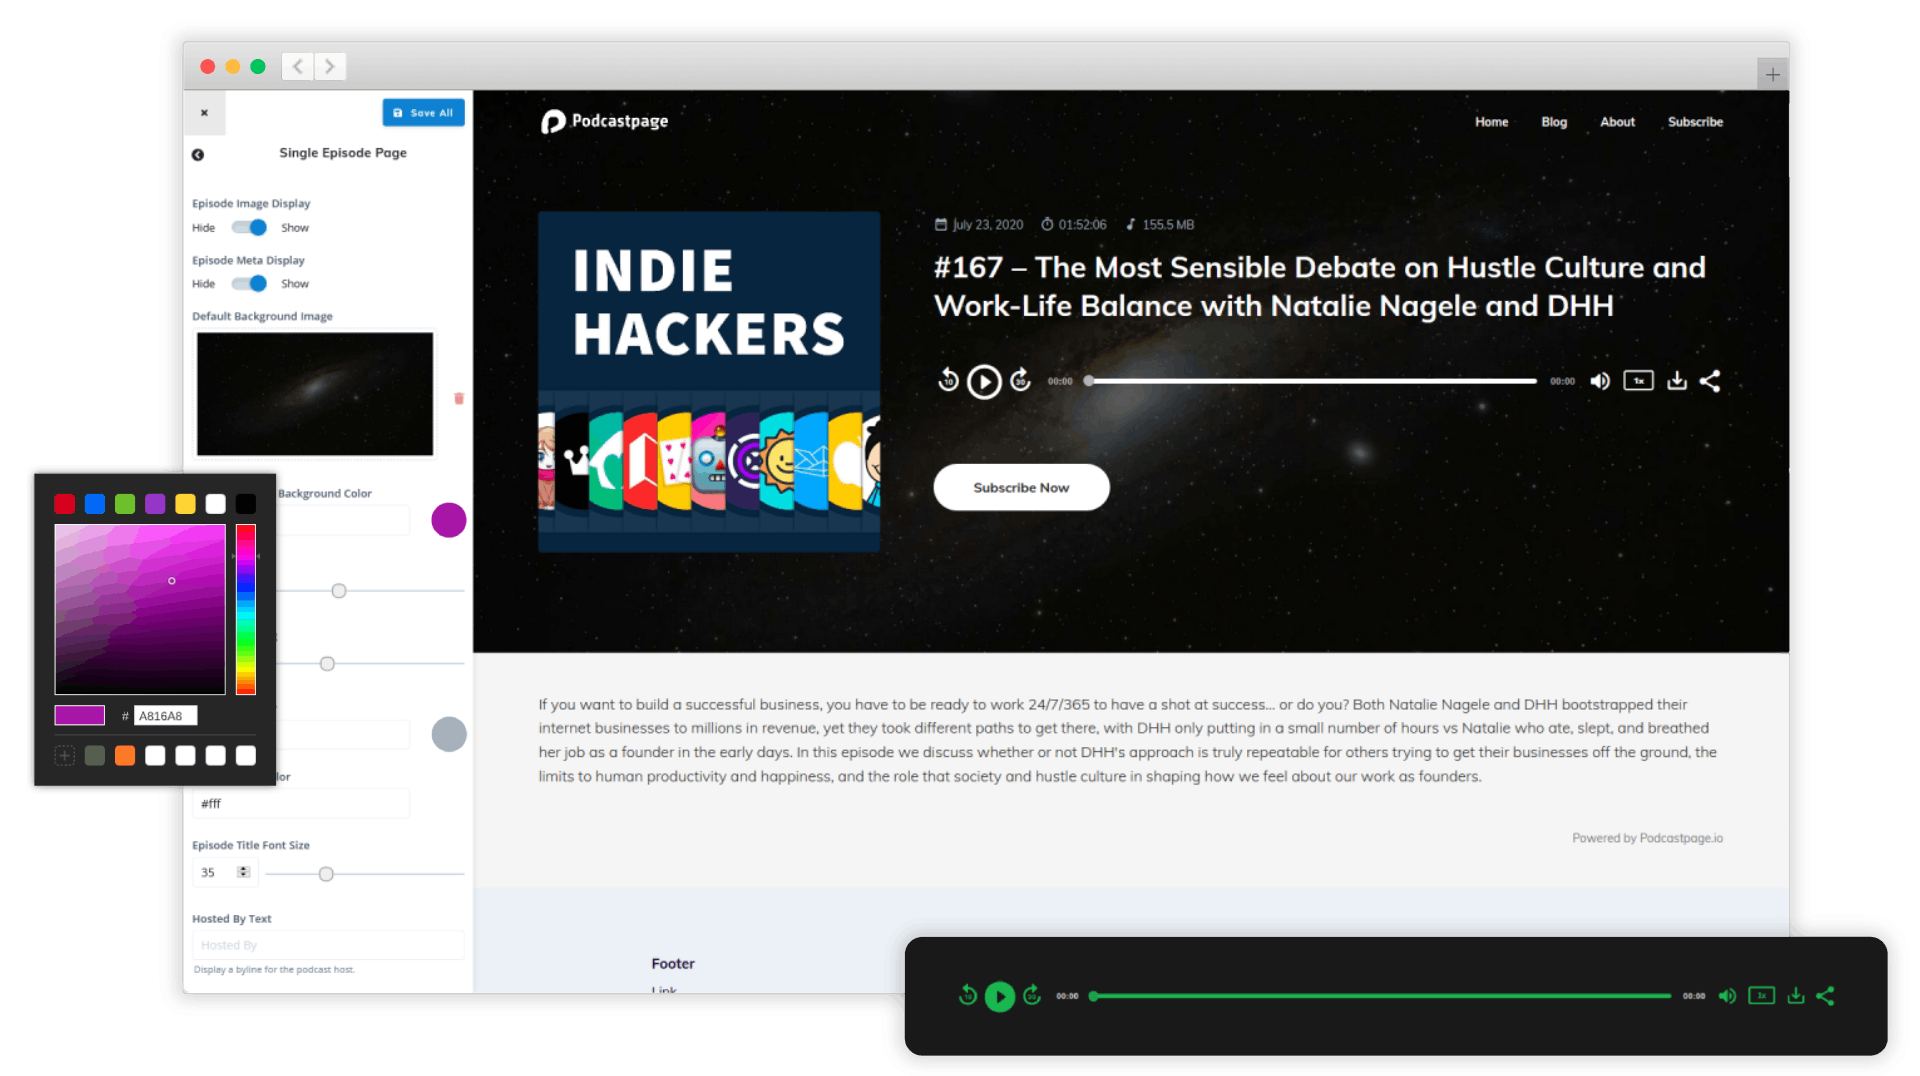 Save All
Single Episode Page
Episode Image Display
Hide Show
Episode Meta Display
Hide Show
Default Background Image
Background Color
# A816A8
lor
#fff
Episode Title Font Size
35
Hosted By Text
Hosted By
Display a byline for the podcast host.
Podcastpage
Home Blog About Subscribe
INDIE
HACKERS
July 23, 2020 01:52:06 155.5 MB
#167 – The Most Sensible Debate on Hustle Culture and
Work-Life Balance with Natalie Nagele and DHH
10 30 00:00 00:00 1x
Subscribe Now
If you want to build a successful business, you have to be ready to work 24/7/365 to have a shot at success... or do you? Both Natalie Nagele and DHH bootstrapped their
internet businesses to millions in revenue, yet they took different paths to get there, with DHH only putting in a small number of hours vs Natalie who ate, slept, and breathed
her job as a founder in the early days. In this episode we discuss whether or not DHH's approach is truly repeatable for others trying to get their businesses off the ground, the
limits to human productivity and happiness, and the role that society and hustle culture in shaping how we feel about our work as founders.
Powered by Podcastpage.io
Footer
Link
10 30 00:00 00:00 1x